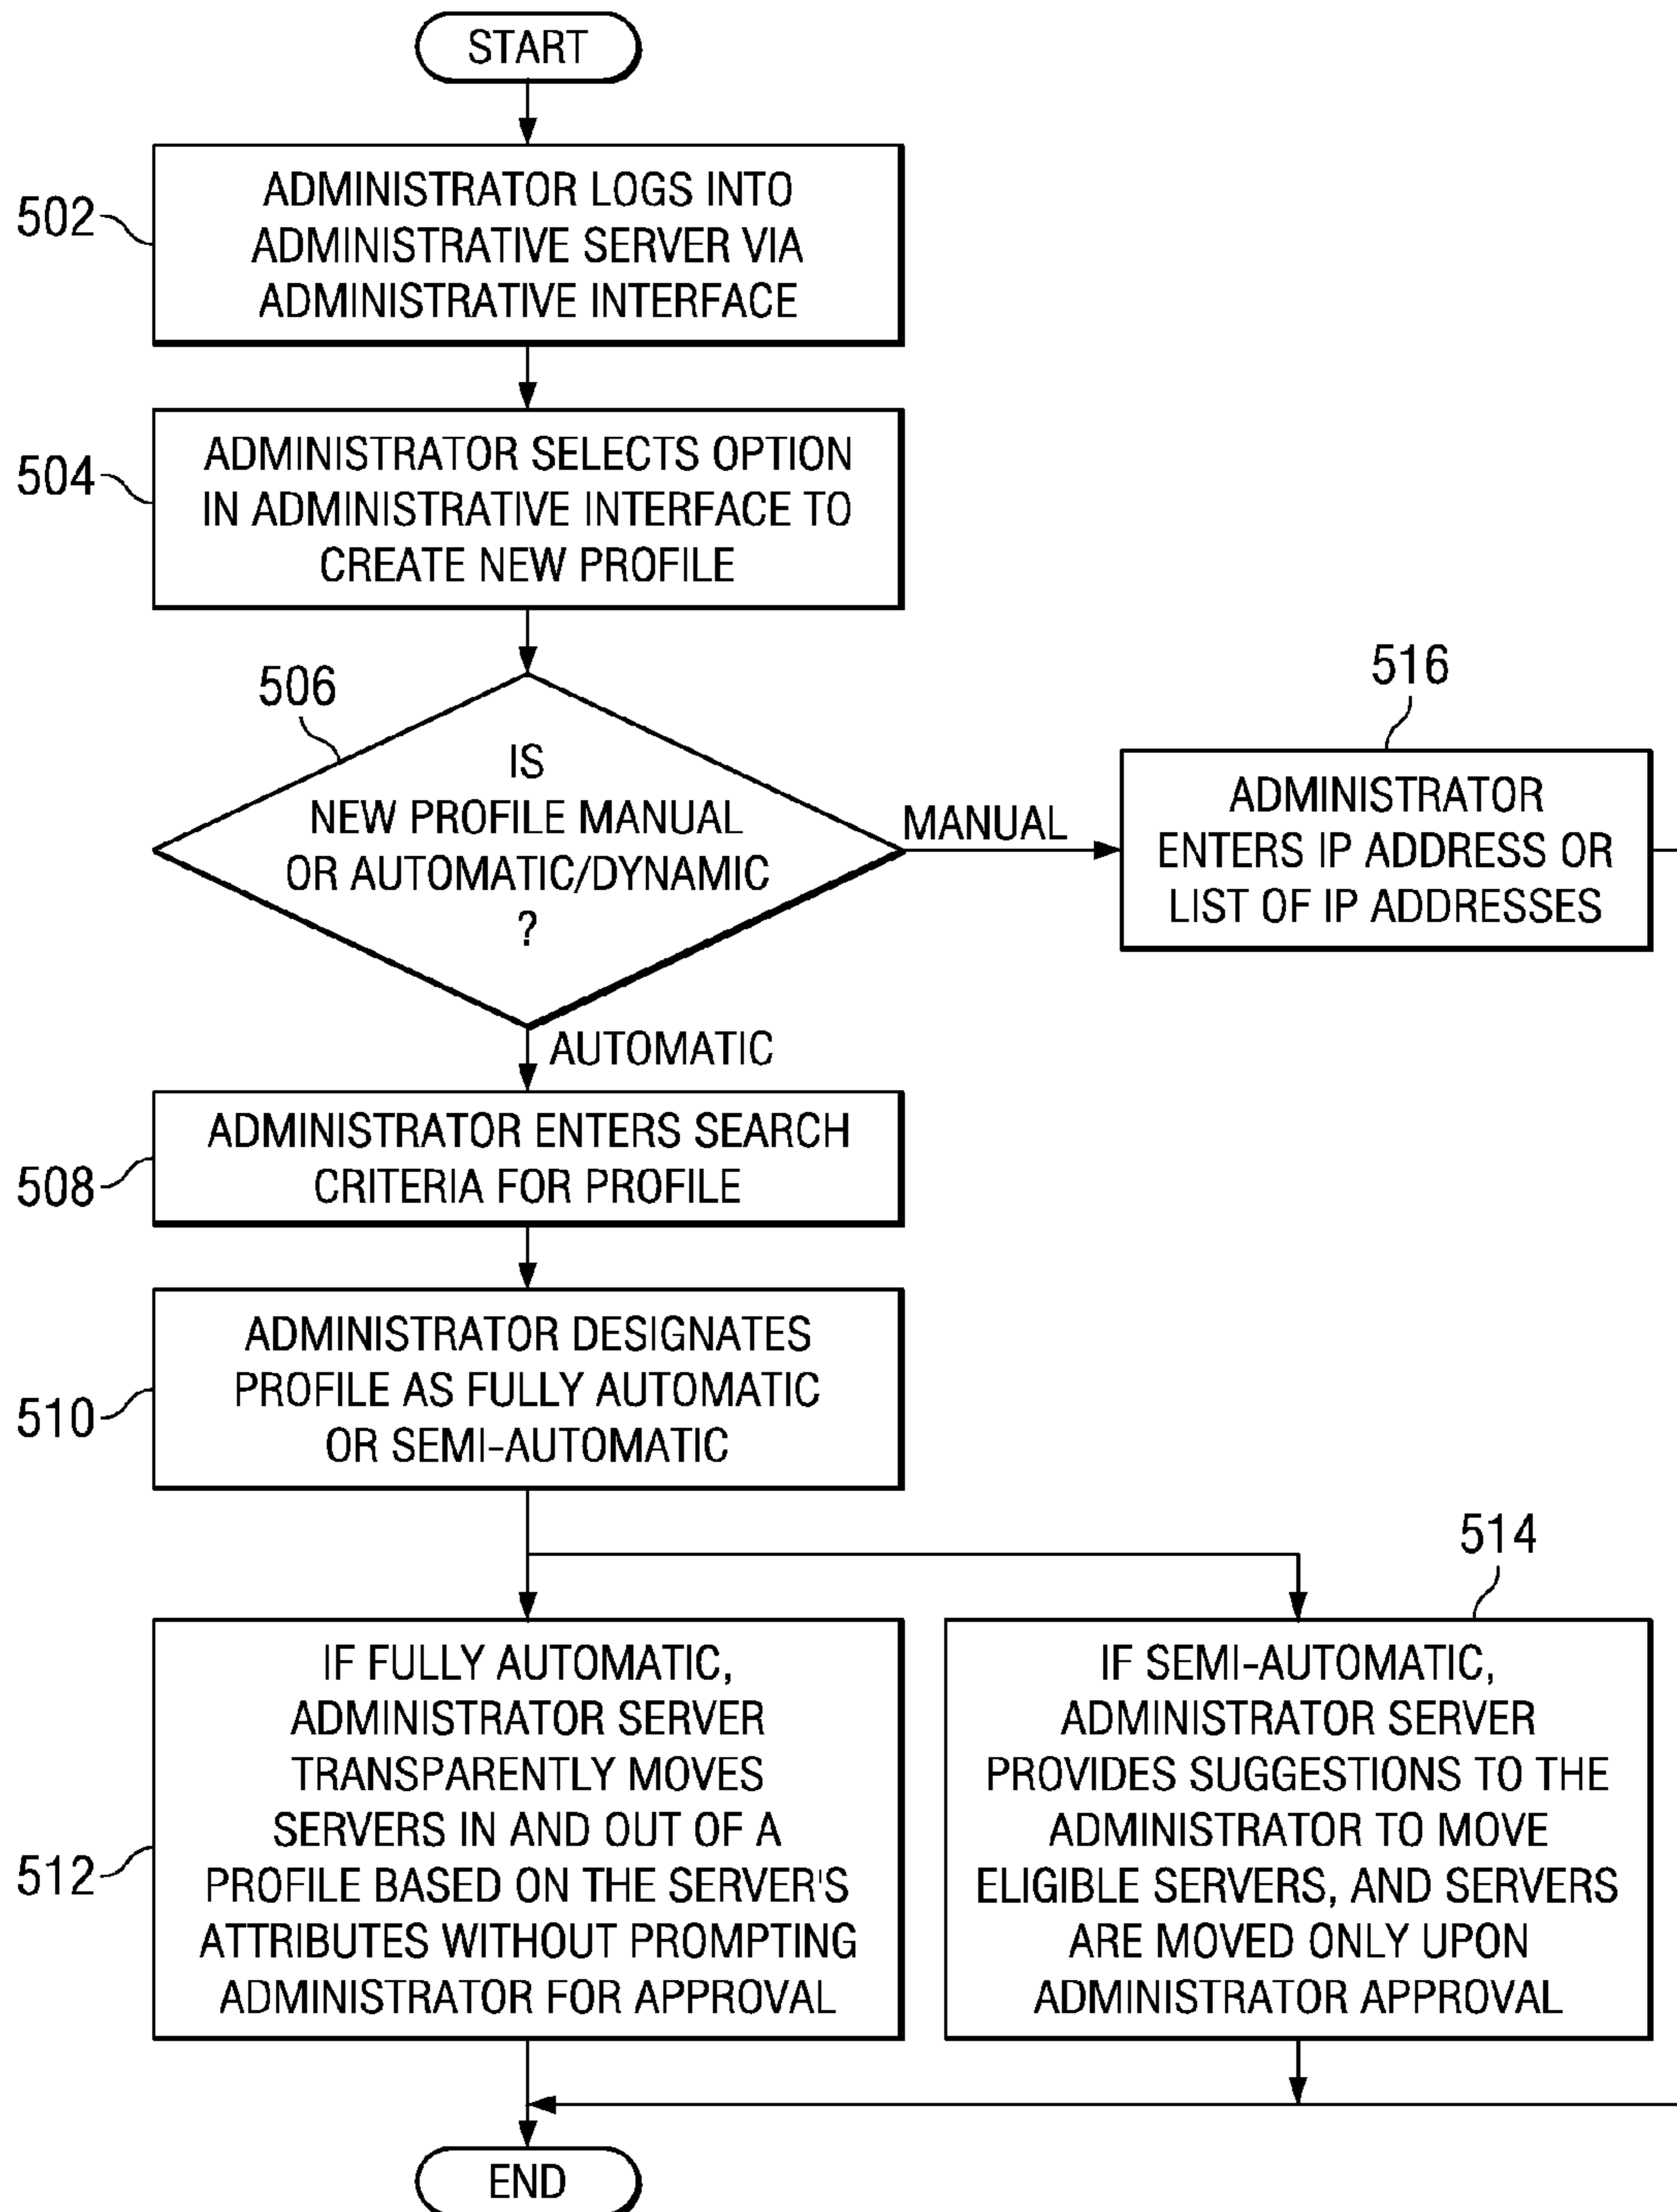 START
502
ADMINISTRATOR LOGS INTO
ADMINISTRATIVE SERVER VIA
ADMINISTRATIVE INTERFACE
504
ADMINISTRATOR SELECTS OPTION
IN ADMINISTRATIVE INTERFACE TO
CREATE NEW PROFILE
506
IS
NEW PROFILE MANUAL
OR AUTOMATIC/DYNAMIC
?
MANUAL
516
ADMINISTRATOR
ENTERS IP ADDRESS OR
LIST OF IP ADDRESSES
AUTOMATIC
508
ADMINISTRATOR ENTERS SEARCH
CRITERIA FOR PROFILE
510
ADMINISTRATOR DESIGNATES
PROFILE AS FULLY AUTOMATIC
OR SEMI-AUTOMATIC
512
IF FULLY AUTOMATIC,
ADMINISTRATOR SERVER
TRANSPARENTLY MOVES
SERVERS IN AND OUT OF A
PROFILE BASED ON THE SERVER'S
ATTRIBUTES WITHOUT PROMPTING
ADMINISTRATOR FOR APPROVAL
514
IF SEMI-AUTOMATIC,
ADMINISTRATOR SERVER
PROVIDES SUGGESTIONS TO THE
ADMINISTRATOR TO MOVE
ELIGIBLE SERVERS, AND SERVERS
ARE MOVED ONLY UPON
ADMINISTRATOR APPROVAL
END